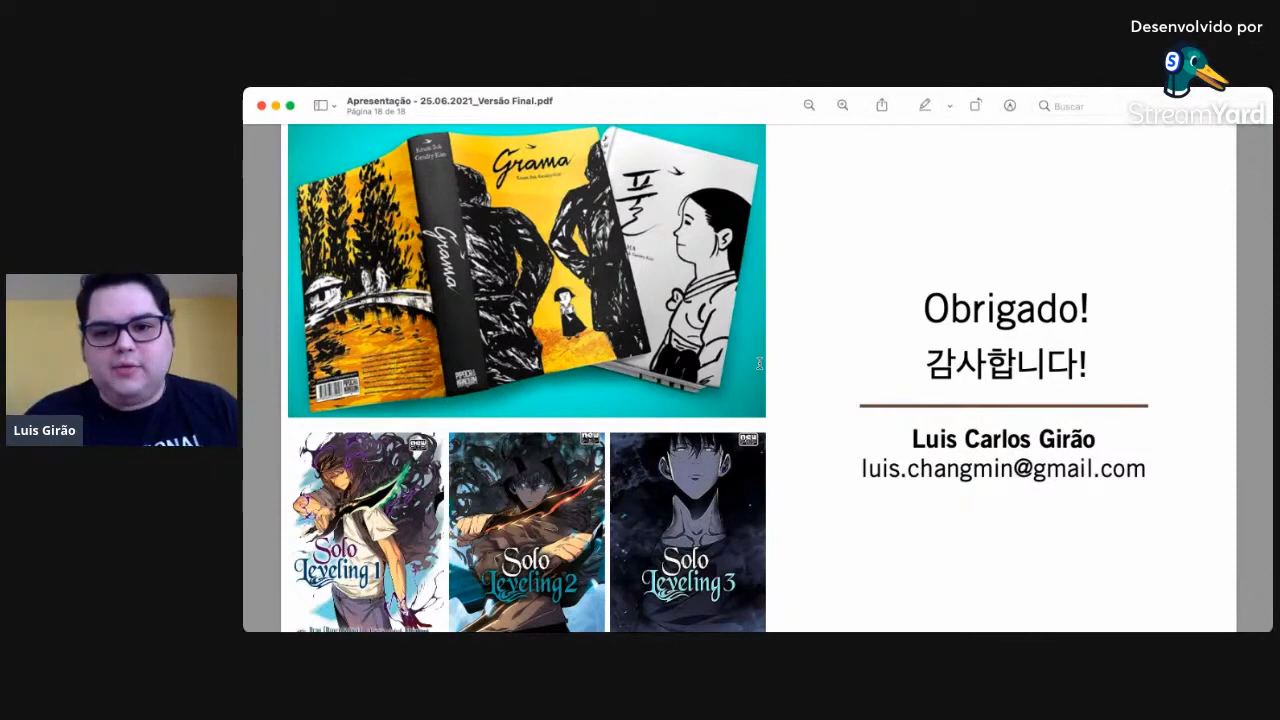 Desenvolvido por
StreamYard
Apresentação - 25.06.2021_Versão Final.pdf
Página 18 de 18
Buscar
Grama
Grama
풀
Obrigado!
감사합니다!
Luis Carlos Girão
luis.changmin@gmail.com
Luis Girão
Solo
Leveling 1
Solo
Leveling 2
Solo
Leveling 3